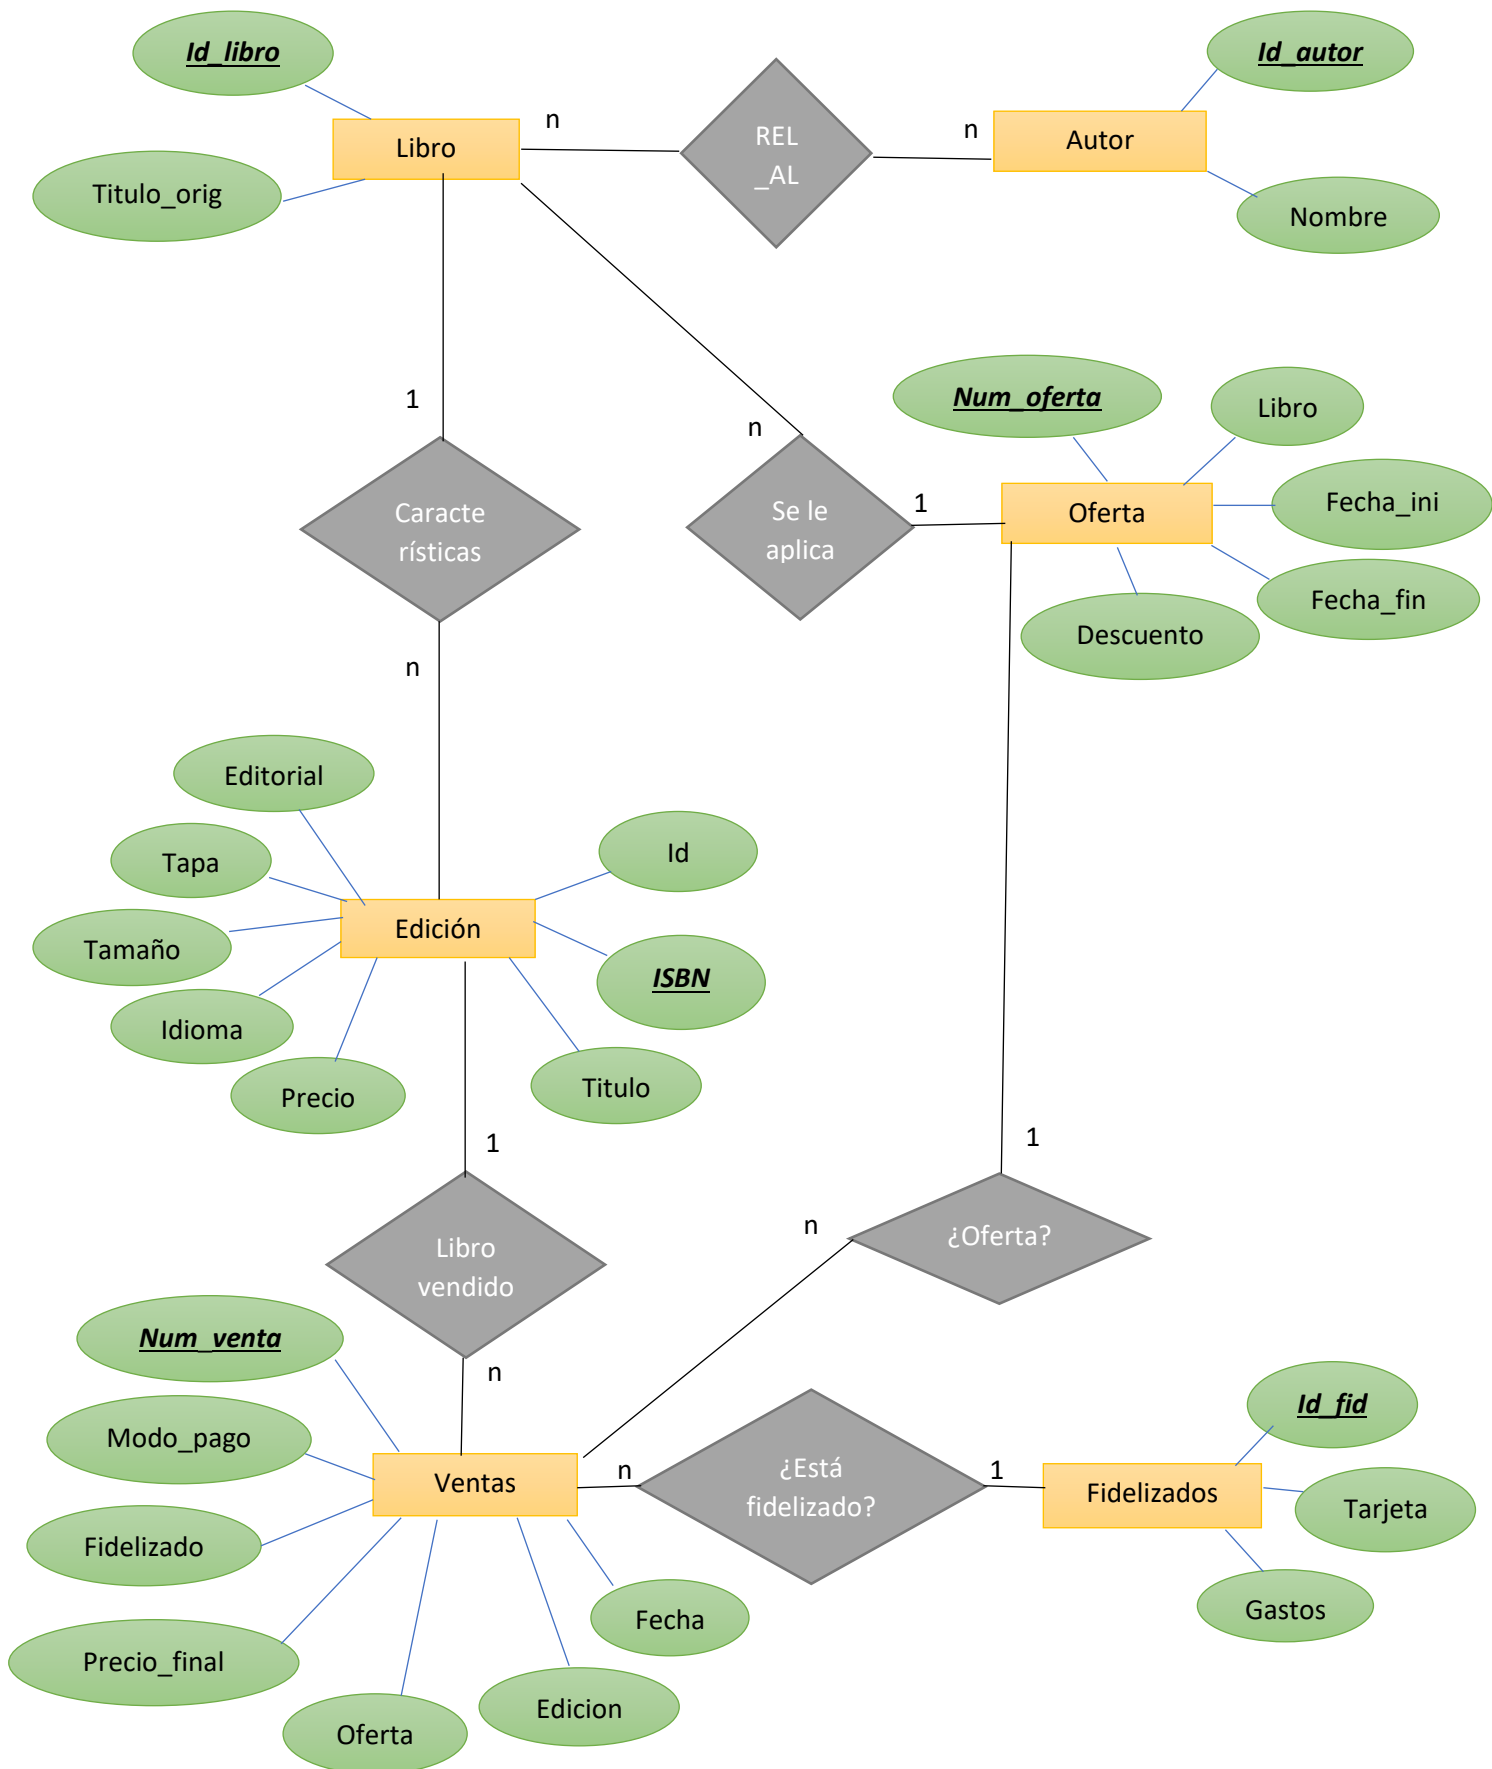 Id_libro
Id_autor
n
n
Libro
REL
_AL
Autor
Titulo_orig
Nombre
1
n
Num_oferta
Libro
1
Caracte
rísticas
Se le
aplica
Oferta
Fecha_ini
Fecha_fin
Descuento
n
Editorial
Tapa
Id
Edición
Tamaño
ISBN
Idioma
Precio
Titulo
1
1
n
¿Oferta?
Libro
vendido
Num_venta
n
Id_fid
Modo_pago
Ventas
n
¿Está
fidelizado?
1
Fidelizados
Tarjeta
Fidelizado
Fecha
Gastos
Precio_final
Edicion
Oferta